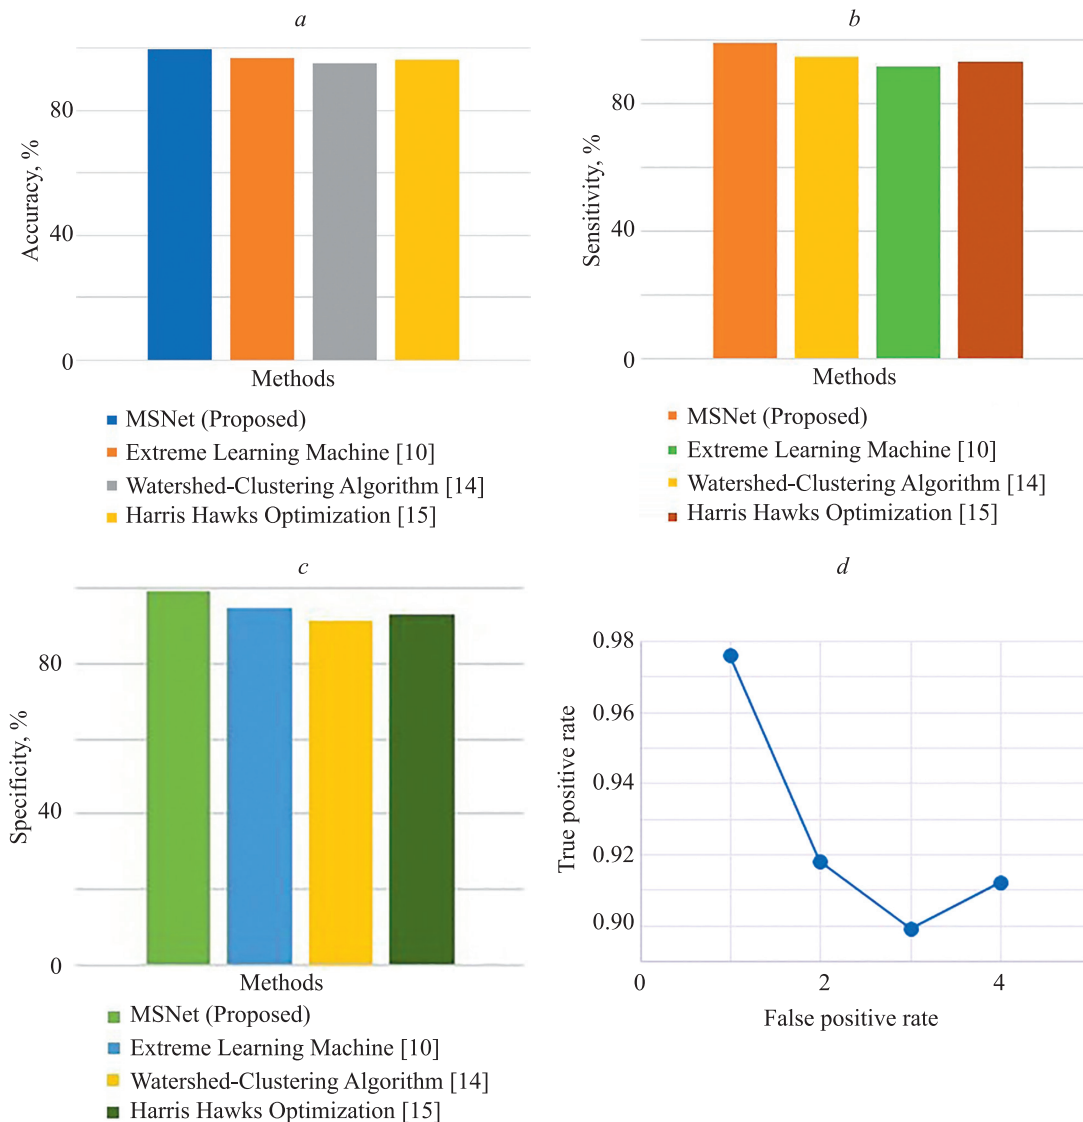 a
80
Accuracy, %
40
0
Methods
MSNet (Proposed)
Extreme Learning Machine [10]
Watershed-Clustering Algorithm [14]
Harris Hawks Optimization [15]
b
80
Sensitivity, %
40
0
Methods
MSNet (Proposed)
Extreme Learning Machine [10]
Watershed-Clustering Algorithm [14]
Harris Hawks Optimization [15]
c
80
Specificity, %
40
0
Methods
MSNet (Proposed)
Extreme Learning Machine [10]
Watershed-Clustering Algorithm [14]
Harris Hawks Optimization [15]
d
0.98
0.96
0.94
0.92
0.90
True positive rate
0
2
4
False positive rate